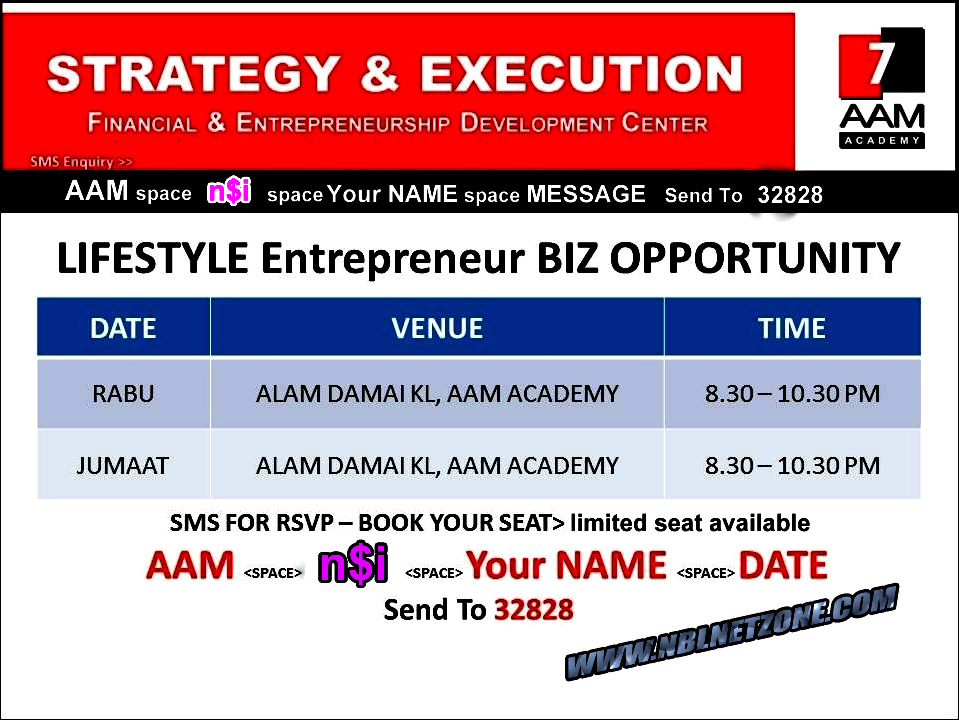 STRATEGY & EXECUTION
FINANCIAL & ENTREPRENEURSHIP DEVELOPMENT CENTER
7
AAM
ACADEMY
SMS Enquiry >>
AAM space n$i space Your NAME space MESSAGE Send To 32828
LIFESTYLE Entrepreneur BIZ OPPORTUNITY
DATE VENUE TIME
RABU ALAM DAMAI KL, AAM ACADEMY 8.30 – 10.30 PM
JUMAAT ALAM DAMAI KL, AAM ACADEMY 8.30 – 10.30 PM
SMS FOR RSVP – BOOK YOUR SEAT> limited seat available
AAM <SPACE> n$i <SPACE> Your NAME <SPACE> DATE
Send To 32828
WWW.NBLNETZONE.COM